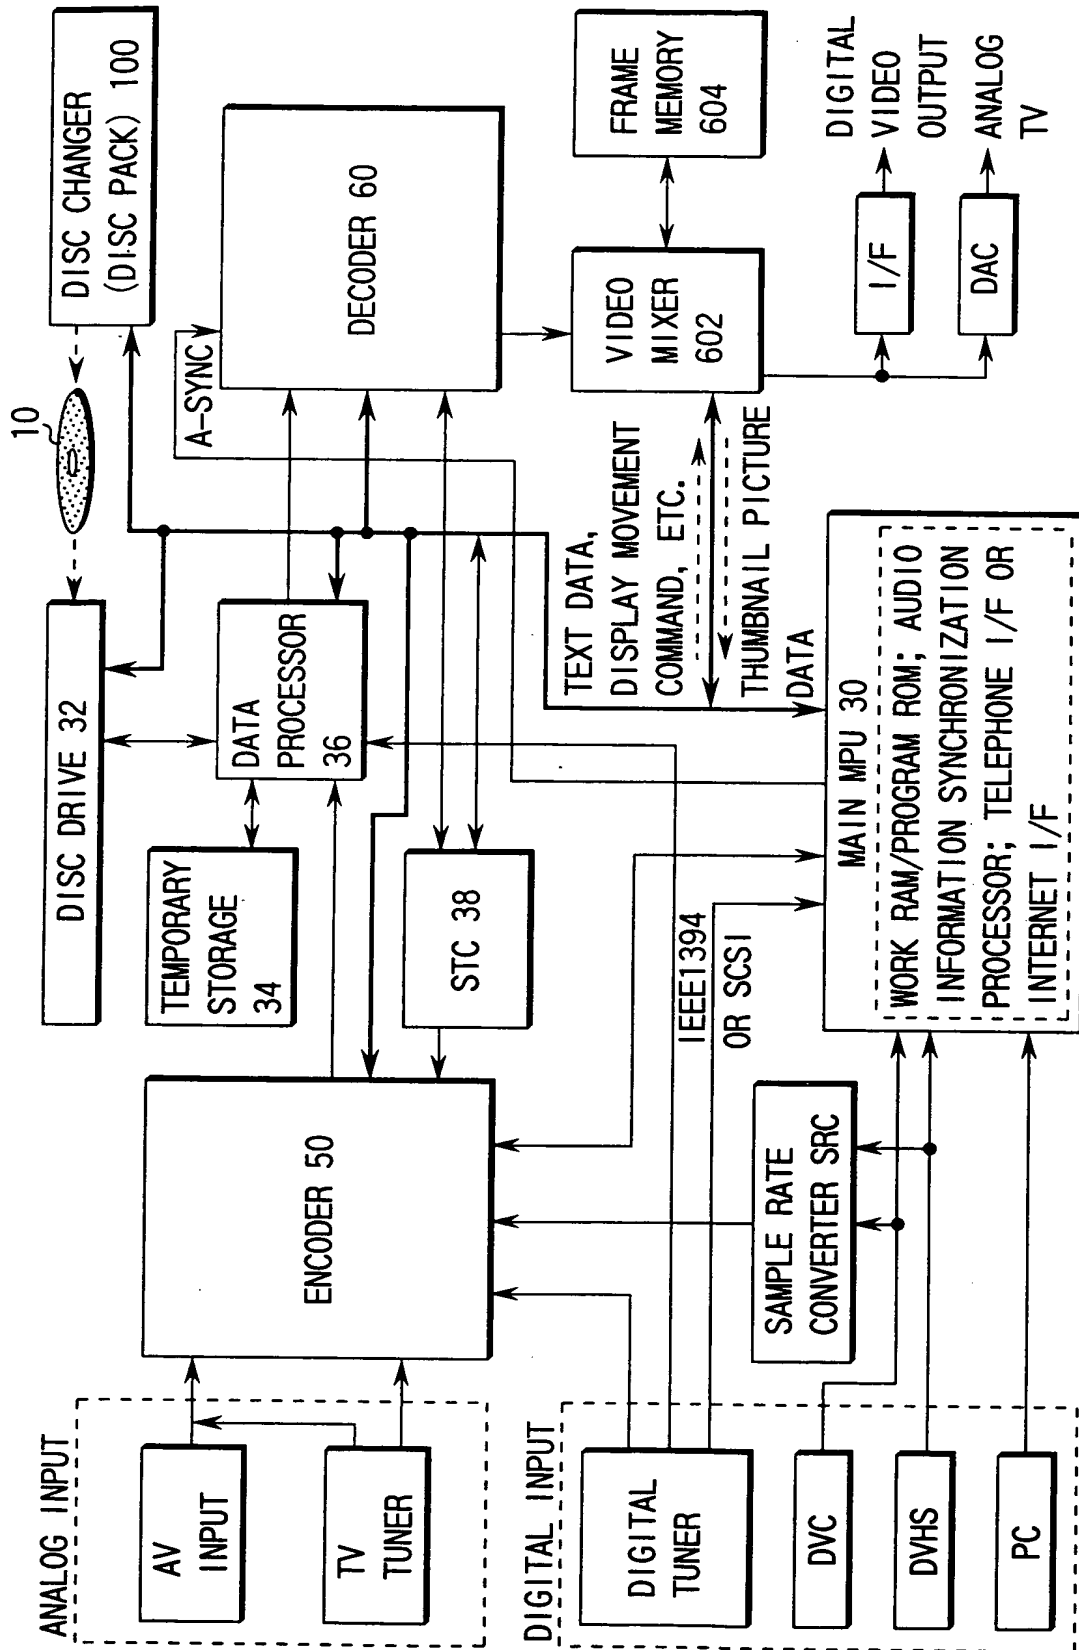 ANALOG INPUT
AV
INPUT
TV
TUNER
DIGITAL INPUT
DIGITAL
TUNER
DVC
DVHS
PC
ENCODER 50
SAMPLE RATE
CONVERTER SRC
TEMPORARY
STORAGE
34
STC 38
IEEE1394
OR SCSI
DISC DRIVE 32
DATA
PROCESSOR
36
MAIN MPU 30
WORK RAM/PROGRAM ROM; AUDIO
INFORMATION SYNCHRONIZATION
PROCESSOR; TELEPHONE I/F OR
INTERNET I/F
10
DISC CHANGER
(DISC PACK) 100
A-SYNC
DECODER 60
TEXT DATA,
DISPLAY MOVEMENT
COMMAND, ETC.
THUMBNAIL PICTURE
DATA
VIDEO
MIXER
602
FRAME
MEMORY
604
I/F
DAC
DIGITAL
VIDEO
OUTPUT
ANALOG
TV